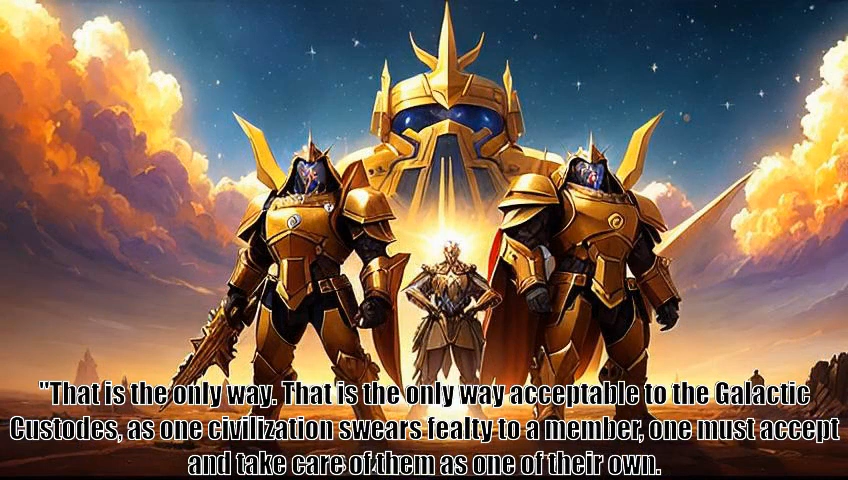 "That is the only way. That is the only way acceptable to the Galactic
Custodes, as one civilization swears fealty to a member, one must accept
and take care of them as one of their own.